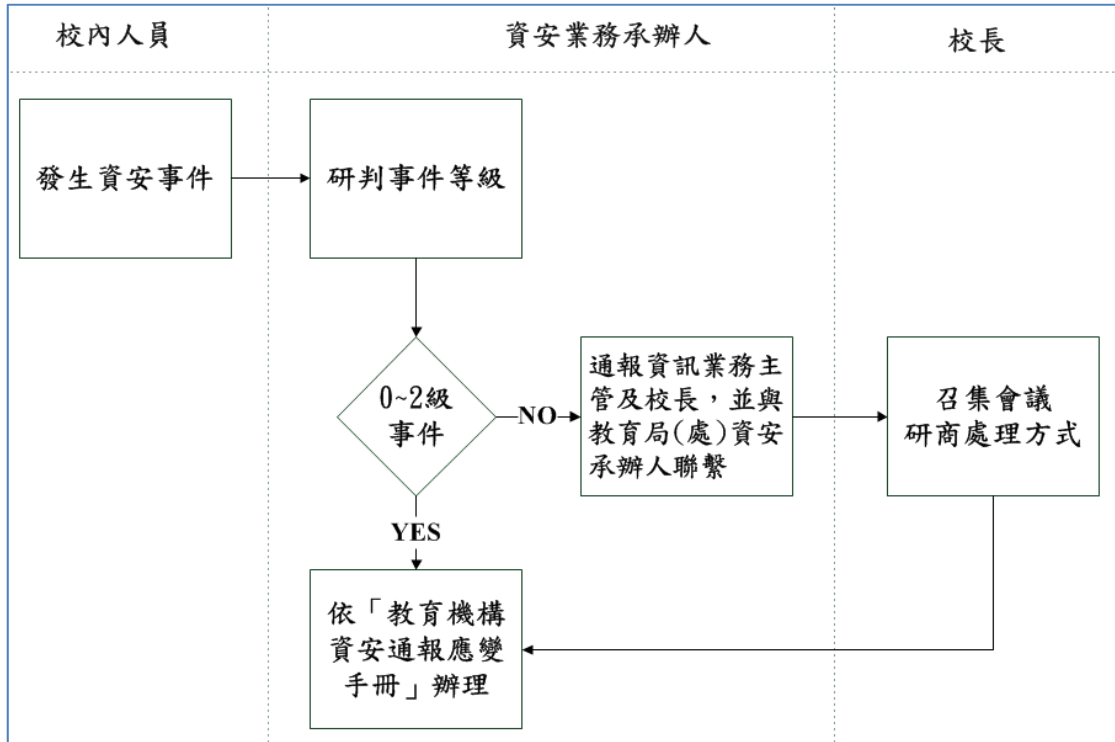 校內人員
資安業務承辦人
校長
發生資安事件
研判事件等級
0~2級
事件
NO
通報資訊業務主
管及校長，並與
教育局(處)資安
承辦人聯繫
召集會議
研商處理方式
YES
依「教育機構
資安通報應變
手冊」辦理